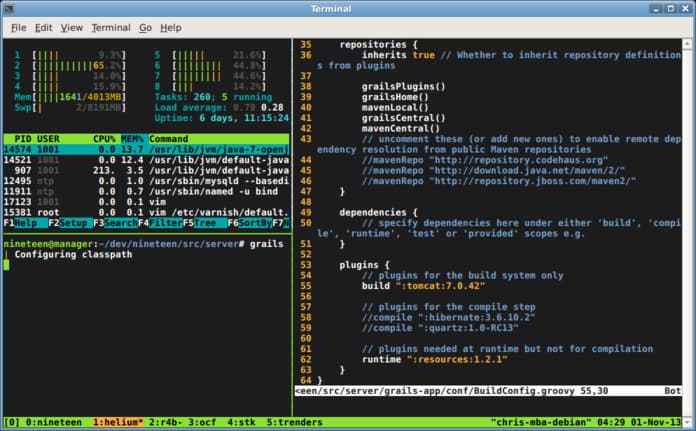 Terminal
File Edit View Terminal Go Help
1 [|||| 9.3%]
2 [|||||||||||65.2%]
3 [|||| 14.0%]
4 [|||| 15.9%]
Mem[||||1641/4013MB]
Swp[| 2/8191MB]
5 [||||| 21.6%]
6 [||||||||| 44.8%]
7 [||||||||| 44.6%]
8 [||| 14.2%]
Tasks: 260; 5 running
Load average: 0.79 0.28
Uptime: 6 days, 11:15:24
PID USER CPU% MEM% Command
14574 1001 0.0 13.7 /usr/lib/jvm/java-7-openj
14521 1001 0.0 12.4 /usr/lib/jvm/default-java
907 1001 213. 3.5 /usr/lib/jvm/default-java
12495 ntp 0.0 1.0 /usr/sbin/mysqld --basedi
11911 ntp 0.0 0.7 /usr/sbin/named -u bind
17123 1001 0.0 0.1 vim
15381 root 0.0 0.1 vim /etc/varnish/default.
F1Help F2Setup F3SearchF4FilterF5Tree F6SortByF7N
nineteen@manager:~/dev/nineteen/src/server# grails
| Configuring classpath
35 repositories {
36 inherits true // Whether to inherit repository definition
s from plugins
37
38 grailsPlugins()
39 grailsHome()
40 mavenLocal()
41 grailsCentral()
42 mavenCentral()
43 // uncomment these (or add new ones) to enable remote dep
endency resolution from public Maven repositories
44 //mavenRepo "http://repository.codehaus.org"
45 //mavenRepo "http://download.java.net/maven/2/"
46 //mavenRepo "http://repository.jboss.com/maven2/"
47 }
48
49 dependencies {
50 // specify dependencies here under either 'build', 'compi
le', 'runtime', 'test' or 'provided' scopes e.g.
51 }
52
53 plugins {
54 // plugins for the build system only
55 build ":tomcat:7.0.42"
56
57 // plugins for the compile step
58 //compile ":hibernate:3.6.10.2"
59 //compile ":quartz:1.0-RC13"
60
61 // plugins needed at runtime but not for compilation
62 runtime ":resources:1.2.1"
63 }
64 }
<een/src/server/grails-app/conf/BuildConfig.groovy 55,30 Bot
[0] 0:nineteen 1:helium* 2:r4b- 3:ocf 4:stk 5:trenders "chris-mba-debian" 04:29 01-Nov-13